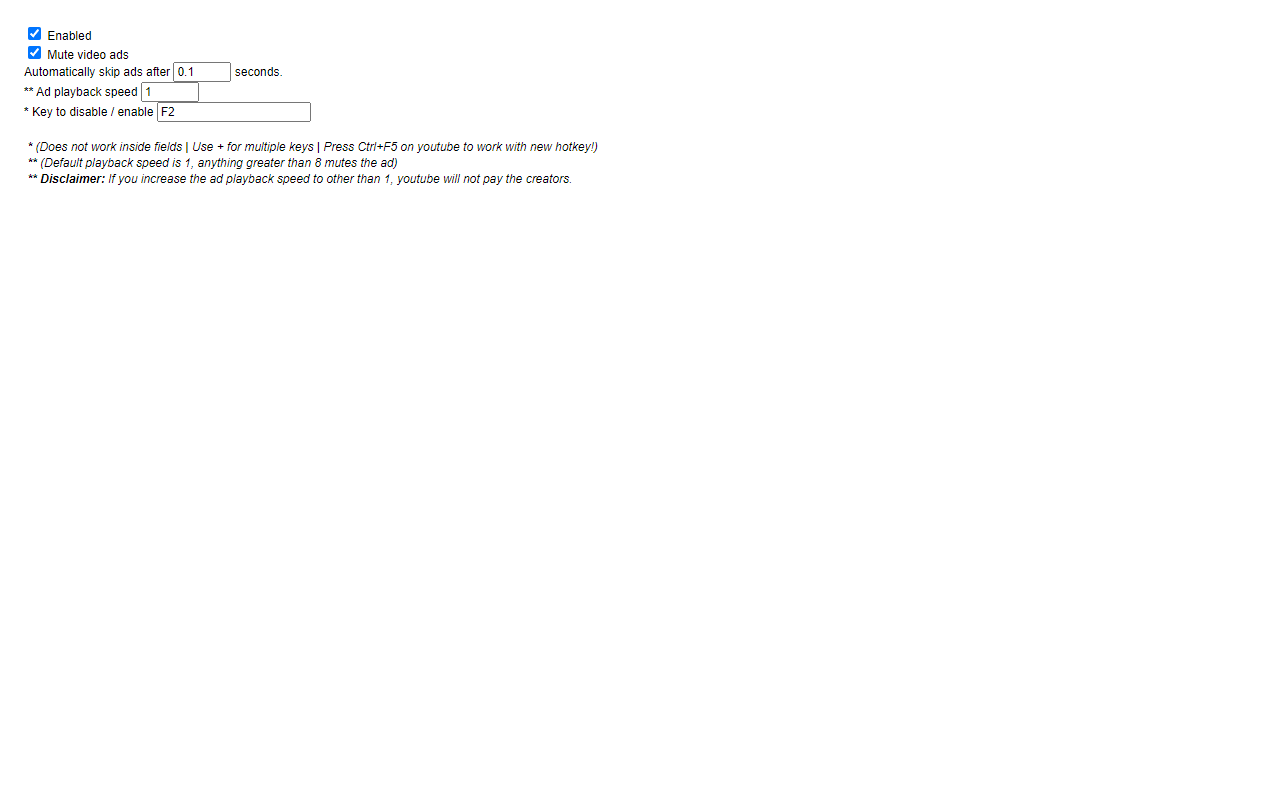 Enabled
Mute video ads
Automatically skip ads after 0.1 seconds.
** Ad playback speed 1
* Key to disable / enable F2
* (Does not work inside fields | Use + for multiple keys | Press Ctrl+F5 on youtube to work with new hotkey!)
** (Default playback speed is 1, anything greater than 8 mutes the ad)
** Disclaimer: If you increase the ad playback speed to other than 1, youtube will not pay the creators.